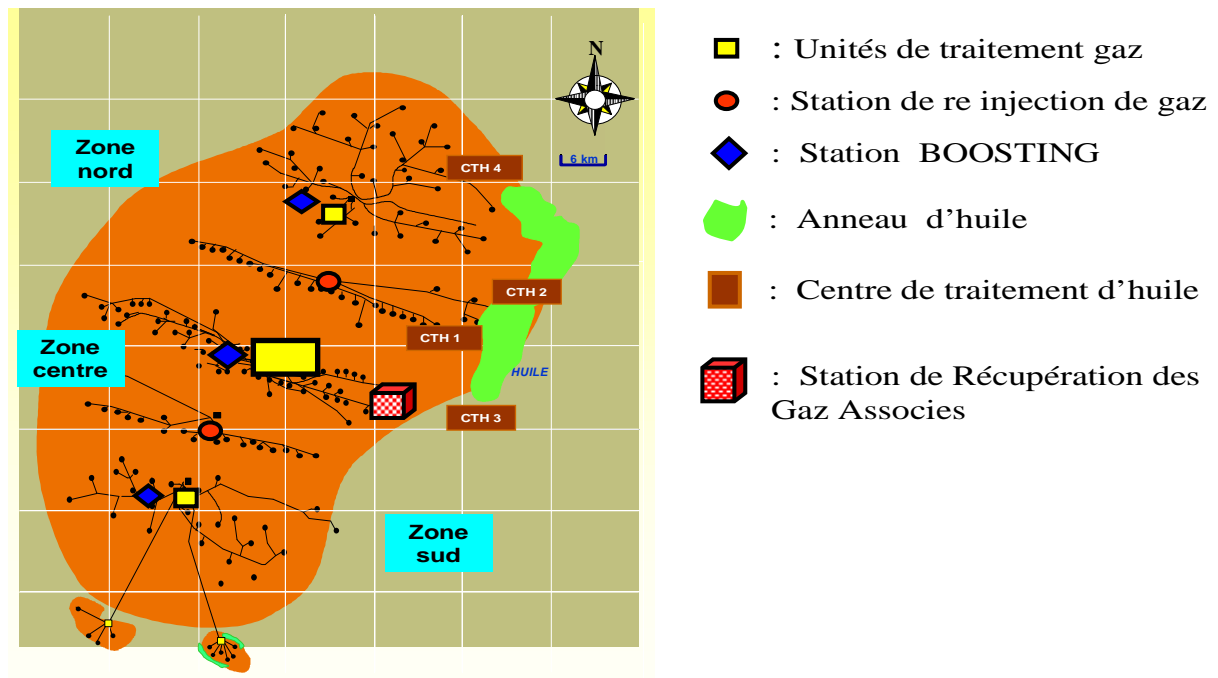 N
Zone
nord
CTH 4
6 km
CTH 2
CTH 1
Zone
centre
HUILE
CTH 3
Zone
sud
: Unités de traitement gaz
: Station de re injection de gaz
: Station BOOSTING
: Anneau d’huile
: Centre de traitement d’huile
: Station de Récupération des
Gaz Associes